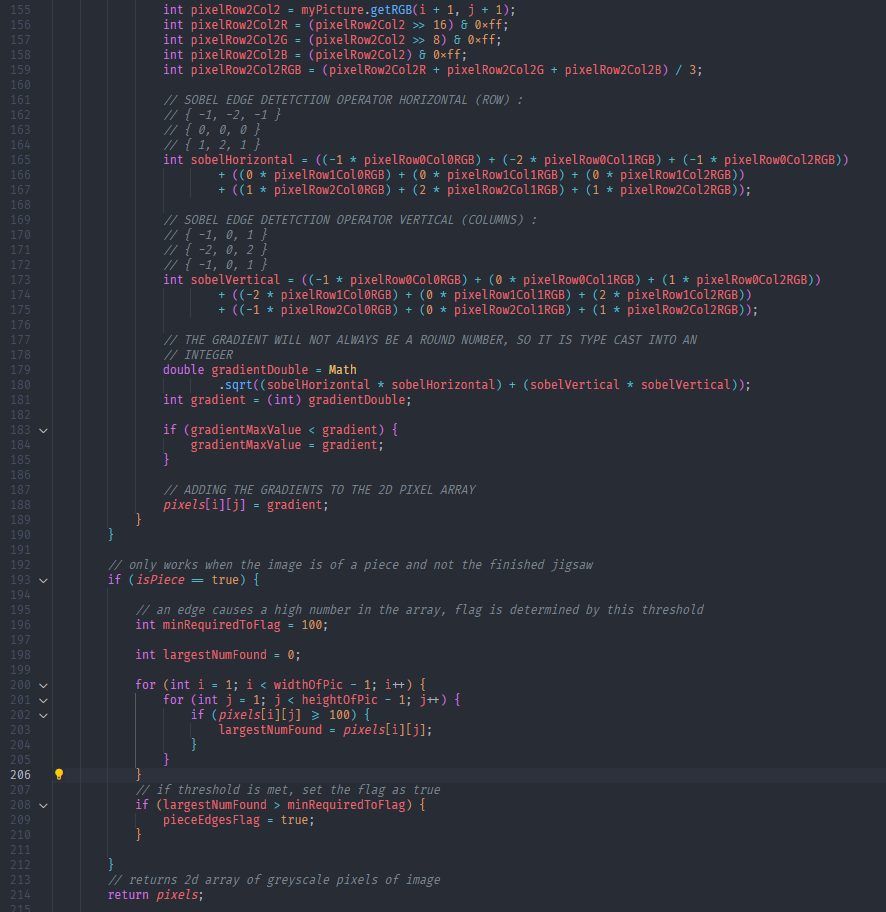 155 int pixelRow2Col2 = myPicture.getRGB(i + 1, j + 1);
156 int pixelRow2Col2R = (pixelRow2Col2 >> 16) & 0xff;
157 int pixelRow2Col2G = (pixelRow2Col2 >> 8) & 0xff;
158 int pixelRow2Col2B = (pixelRow2Col2) & 0xff;
159 int pixelRow2Col2RGB = (pixelRow2Col2R + pixelRow2Col2G + pixelRow2Col2B) / 3;
160
161 // SOBEL EDGE DETETCTION OPERATOR HORIZONTAL (ROW) :
162 // { -1, -2, -1 }
163 // { 0, 0, 0 }
164 // { 1, 2, 1 }
165 int sobelHorizontal = ((-1 * pixelRow0Col0RGB) + (-2 * pixelRow0Col1RGB) + (-1 * pixelRow0Col2RGB))
166 + ((0 * pixelRow1Col0RGB) + (0 * pixelRow1Col1RGB) + (0 * pixelRow1Col2RGB))
167 + ((1 * pixelRow2Col0RGB) + (2 * pixelRow2Col1RGB) + (1 * pixelRow2Col2RGB));
168
169 // SOBEL EDGE DETETCTION OPERATOR VERTICAL (COLUMNS) :
170 // { -1, 0, 1 }
171 // { -2, 0, 2 }
172 // { -1, 0, 1 }
173 int sobelVertical = ((-1 * pixelRow0Col0RGB) + (0 * pixelRow0Col1RGB) + (1 * pixelRow0Col2RGB))
174 + ((-2 * pixelRow1Col0RGB) + (0 * pixelRow1Col1RGB) + (2 * pixelRow1Col2RGB))
175 + ((-1 * pixelRow2Col0RGB) + (0 * pixelRow2Col1RGB) + (1 * pixelRow2Col2RGB));
176
177 // THE GRADIENT WILL NOT ALWAYS BE A ROUND NUMBER, SO IT IS TYPE CAST INTO AN
178 // INTEGER
179 double gradientDouble = Math
180 .sqrt((sobelHorizontal * sobelHorizontal) + (sobelVertical * sobelVertical));
181 int gradient = (int) gradientDouble;
182
183 if (gradientMaxValue < gradient) {
184 gradientMaxValue = gradient;
185 }
186
187 // ADDING THE GRADIENTS TO THE 2D PIXEL ARRAY
188 pixels[i][j] = gradient;
189 }
190 }
191
192 // only works when the image is of a piece and not the finished jigsaw
193 if (isPiece == true) {
194
195 // an edge causes a high number in the array, flag is determined by this threshold
196 int minRequiredToFlag = 100;
197
198 int largestNumFound = 0;
199
200 for (int i = 1; i < widthOfPic - 1; i++) {
201 for (int j = 1; j < heightOfPic - 1; j++) {
202 if (pixels[i][j] >= 100) {
203 largestNumFound = pixels[i][j];
204 }
205 }
206 }
207 // if threshold is met, set the flag as true
208 if (largestNumFound > minRequiredToFlag) {
209 pieceEdgesFlag = true;
210 }
211
212 }
213 // returns 2d array of greyscale pixels of image
214 return pixels;
215